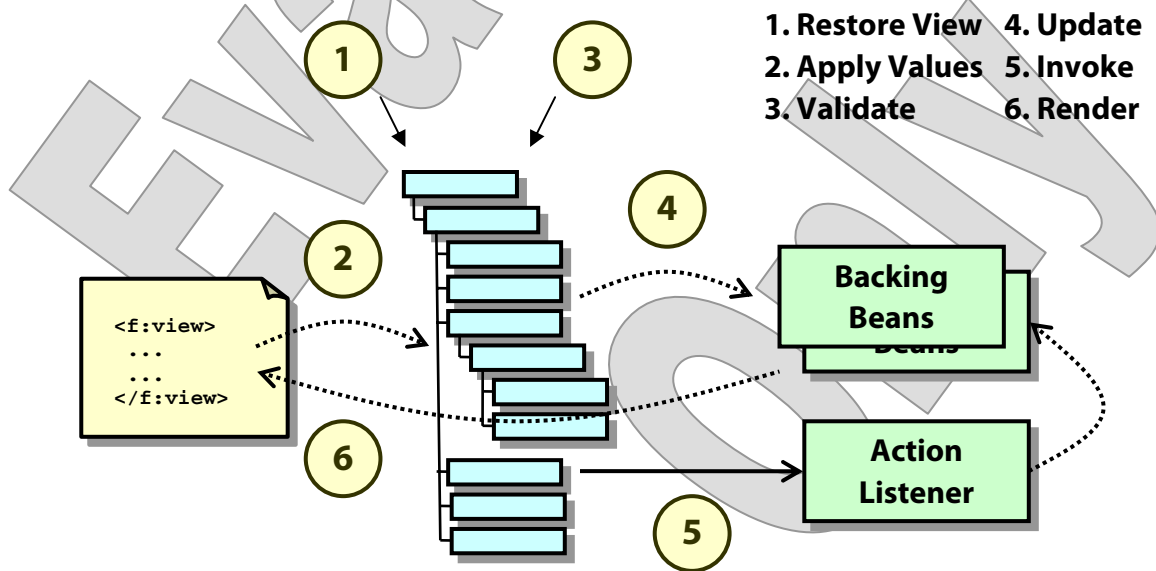 1. Restore View 4. Update
2. Apply Values 5. Invoke
3. Validate 6. Render
1
3
4
2
Backing
Beans
Beans
<f:view>
...
...
</f:view>
6
Action
Listener
5